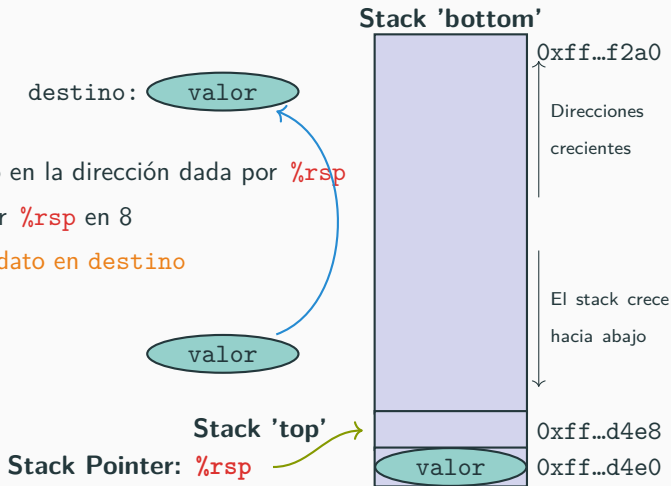 Stack 'bottom'
0xff…f2a0
destino: valor
Direcciones
crecientes
en la dirección dada por %rsp
%rsp en 8
dato en destino
El stack crece
hacia abajo
valor
Stack 'top'
0xff…d4e8
Stack Pointer: %rsp
valor
0xff…d4e0